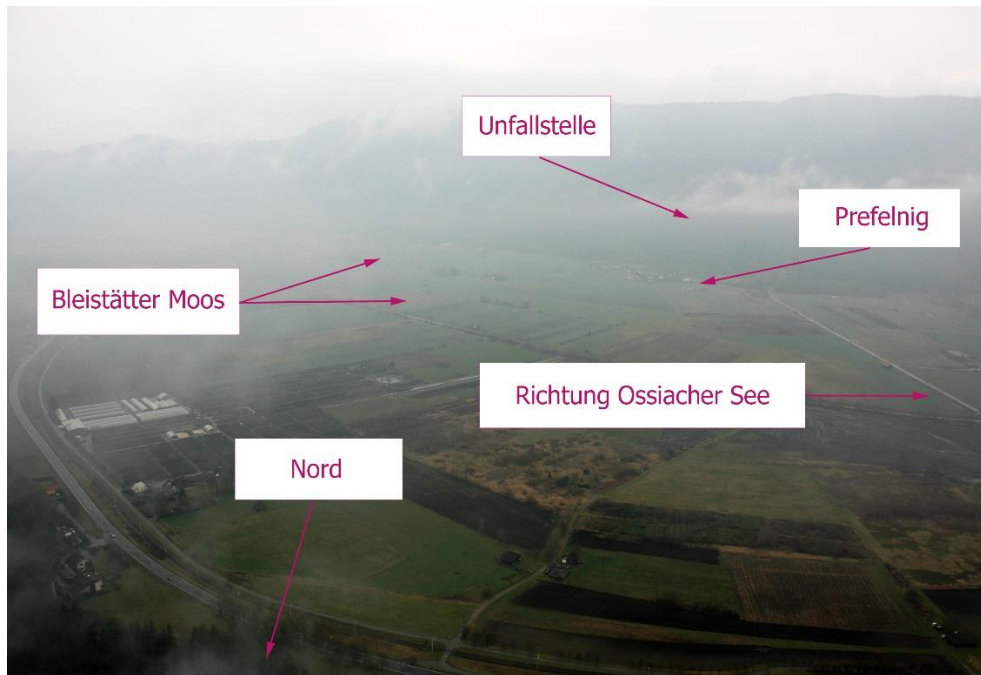 Unfallstelle
Prefelnig
Bleistätter Moos
Richtung Ossiacher See
Nord